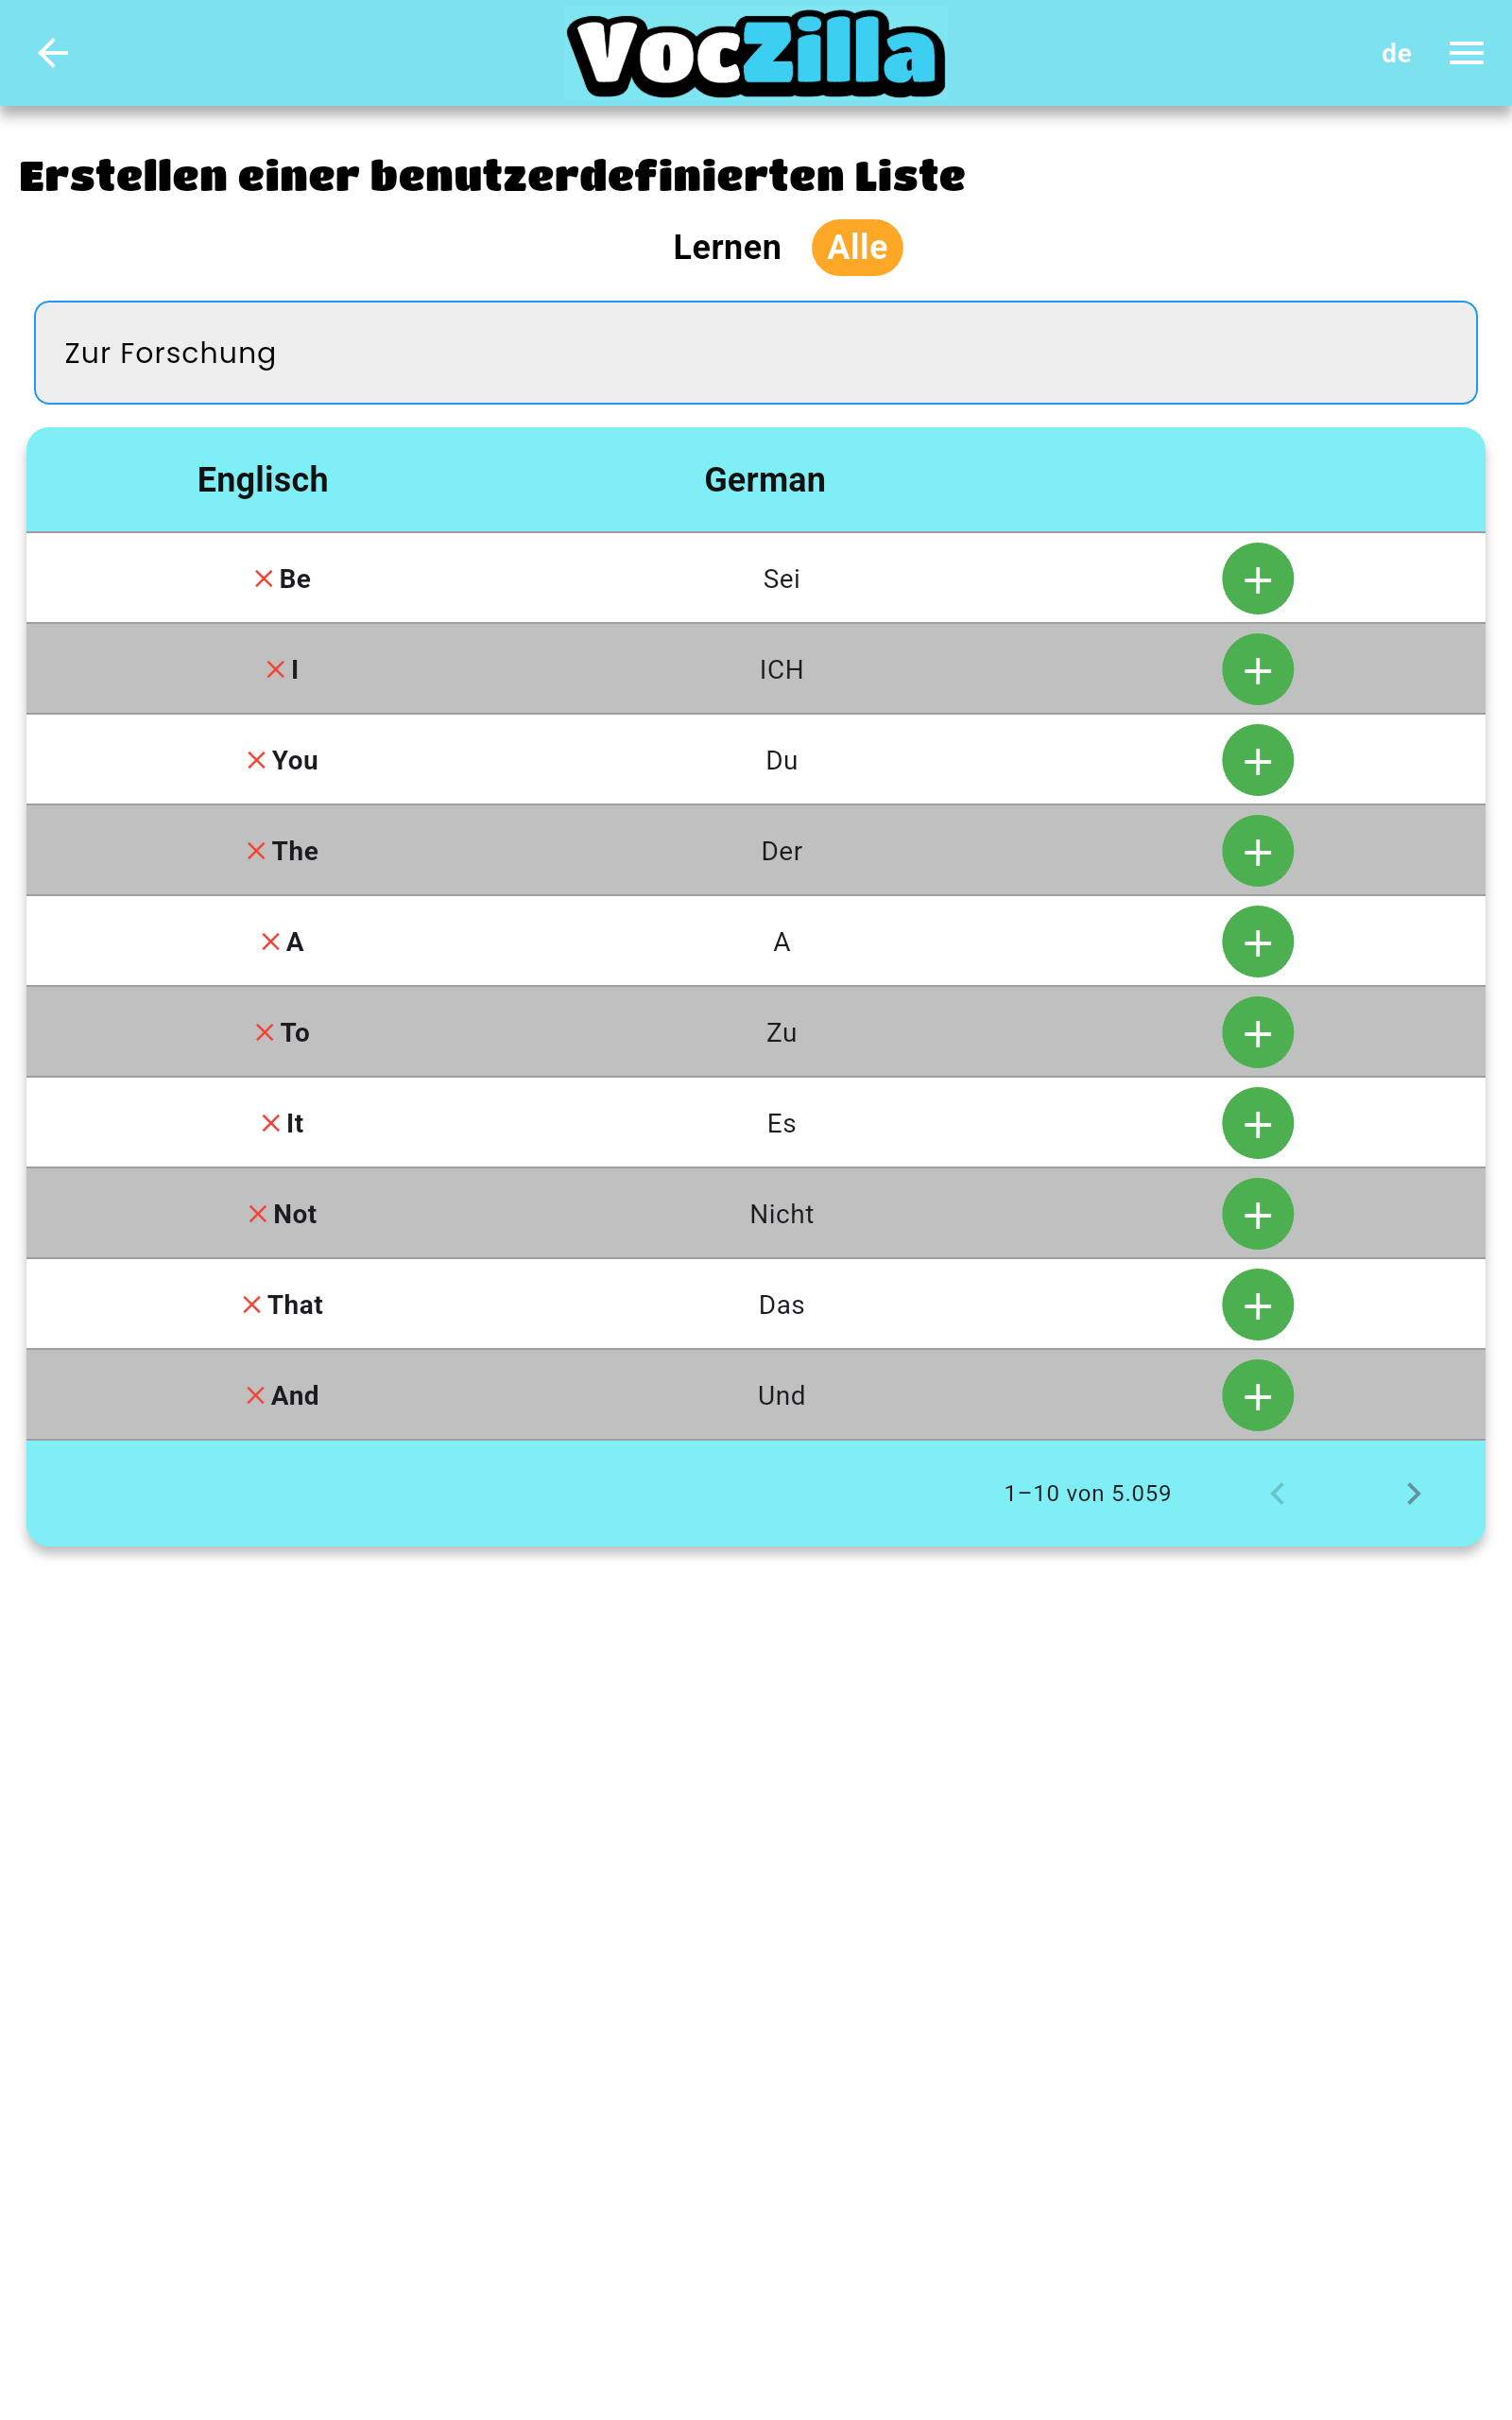 VocZilla
de
Erstellen einer benutzerdefinierten Liste
Lernen Alle
Zur Forschung
Englisch German
Be Sei
I ICH
You Du
The Der
A A
To Zu
It Es
Not Nicht
That Das
And Und
1–10 von 5.059